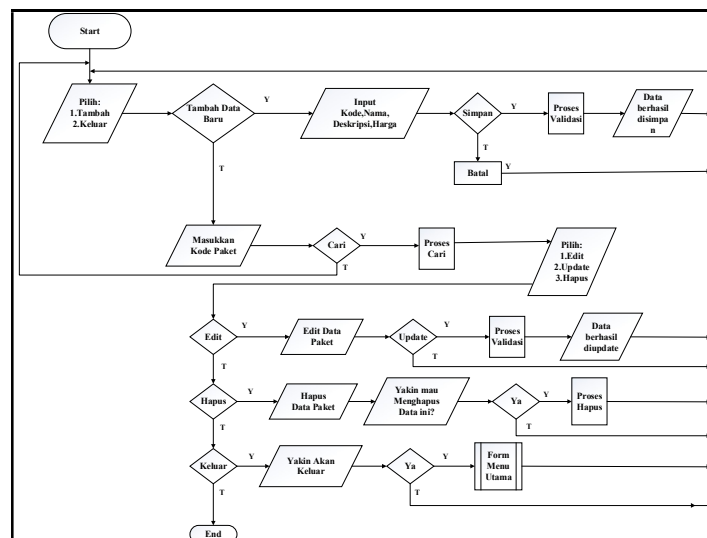 Start
Pilih:
1.Tambah
2.Keluar
Tambah Data
Baru
Y
T
Input
Kode,Nama,
Deskripsi,Harga
Simpan
Y
T
Proses
Validasi
Data
berhasil
disimpa
n
Batal
Y
Masukkan
Kode Paket
Cari
Y
T
Proses
Cari
Pilih:
1.Edit
2.Update
3.Hapus
Edit
Y
T
Edit Data
Paket
Update
Y
T
Proses
Validasi
Data
berhasil
diupdate
Hapus
Y
T
Hapus
Data Paket
Yakin mau
Menghapus
Data ini?
Ya
Y
T
Proses
Hapus
Keluar
Y
T
Yakin Akan
Keluar
Ya
Y
T
Form
Menu
Utama
End